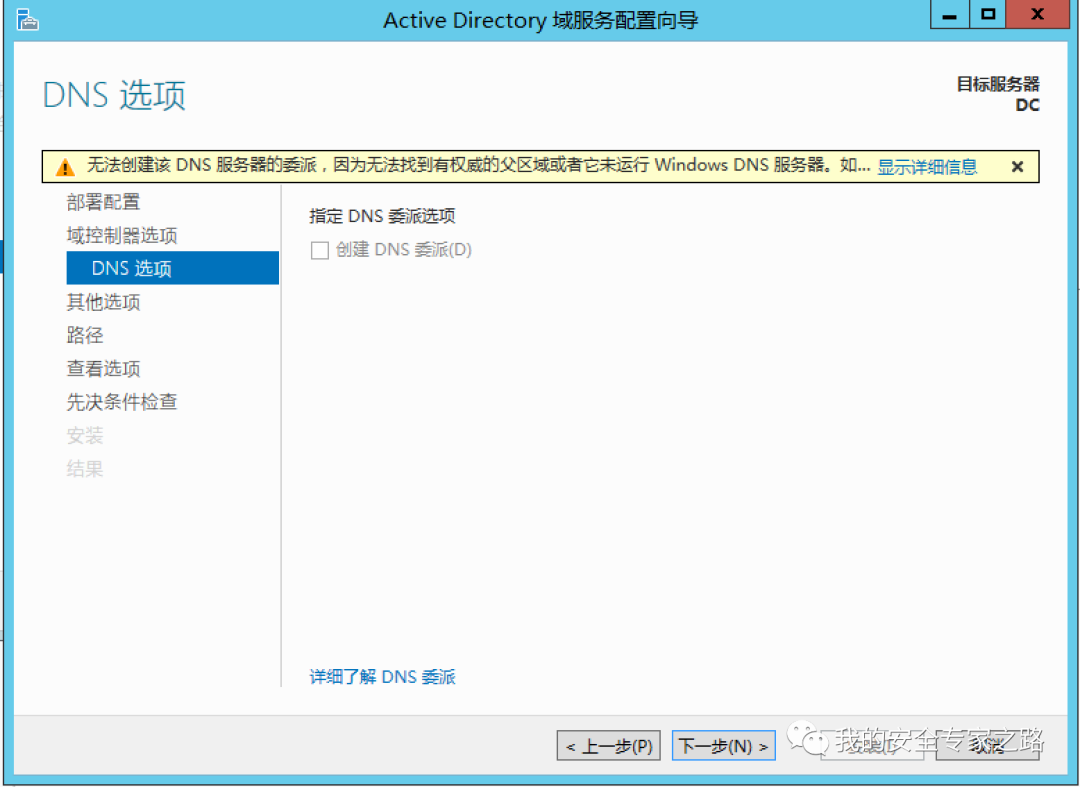 Active Directory 域服务配置向导
DNS 选项
目标服务器
DC
无法创建该 DNS 服务器的委派，因为无法找到有权威的父区域或者它未运行 Windows DNS 服务器。如... 显示详细信息
部署配置
域控制器选项
DNS 选项
其他选项
路径
查看选项
先决条件检查
安装
结果
指定 DNS 委派选项
创建 DNS 委派(D)
详细了解 DNS 委派
< 上一步(P)
下一步(N) >
安装(I)
取消
我的安全专家之路